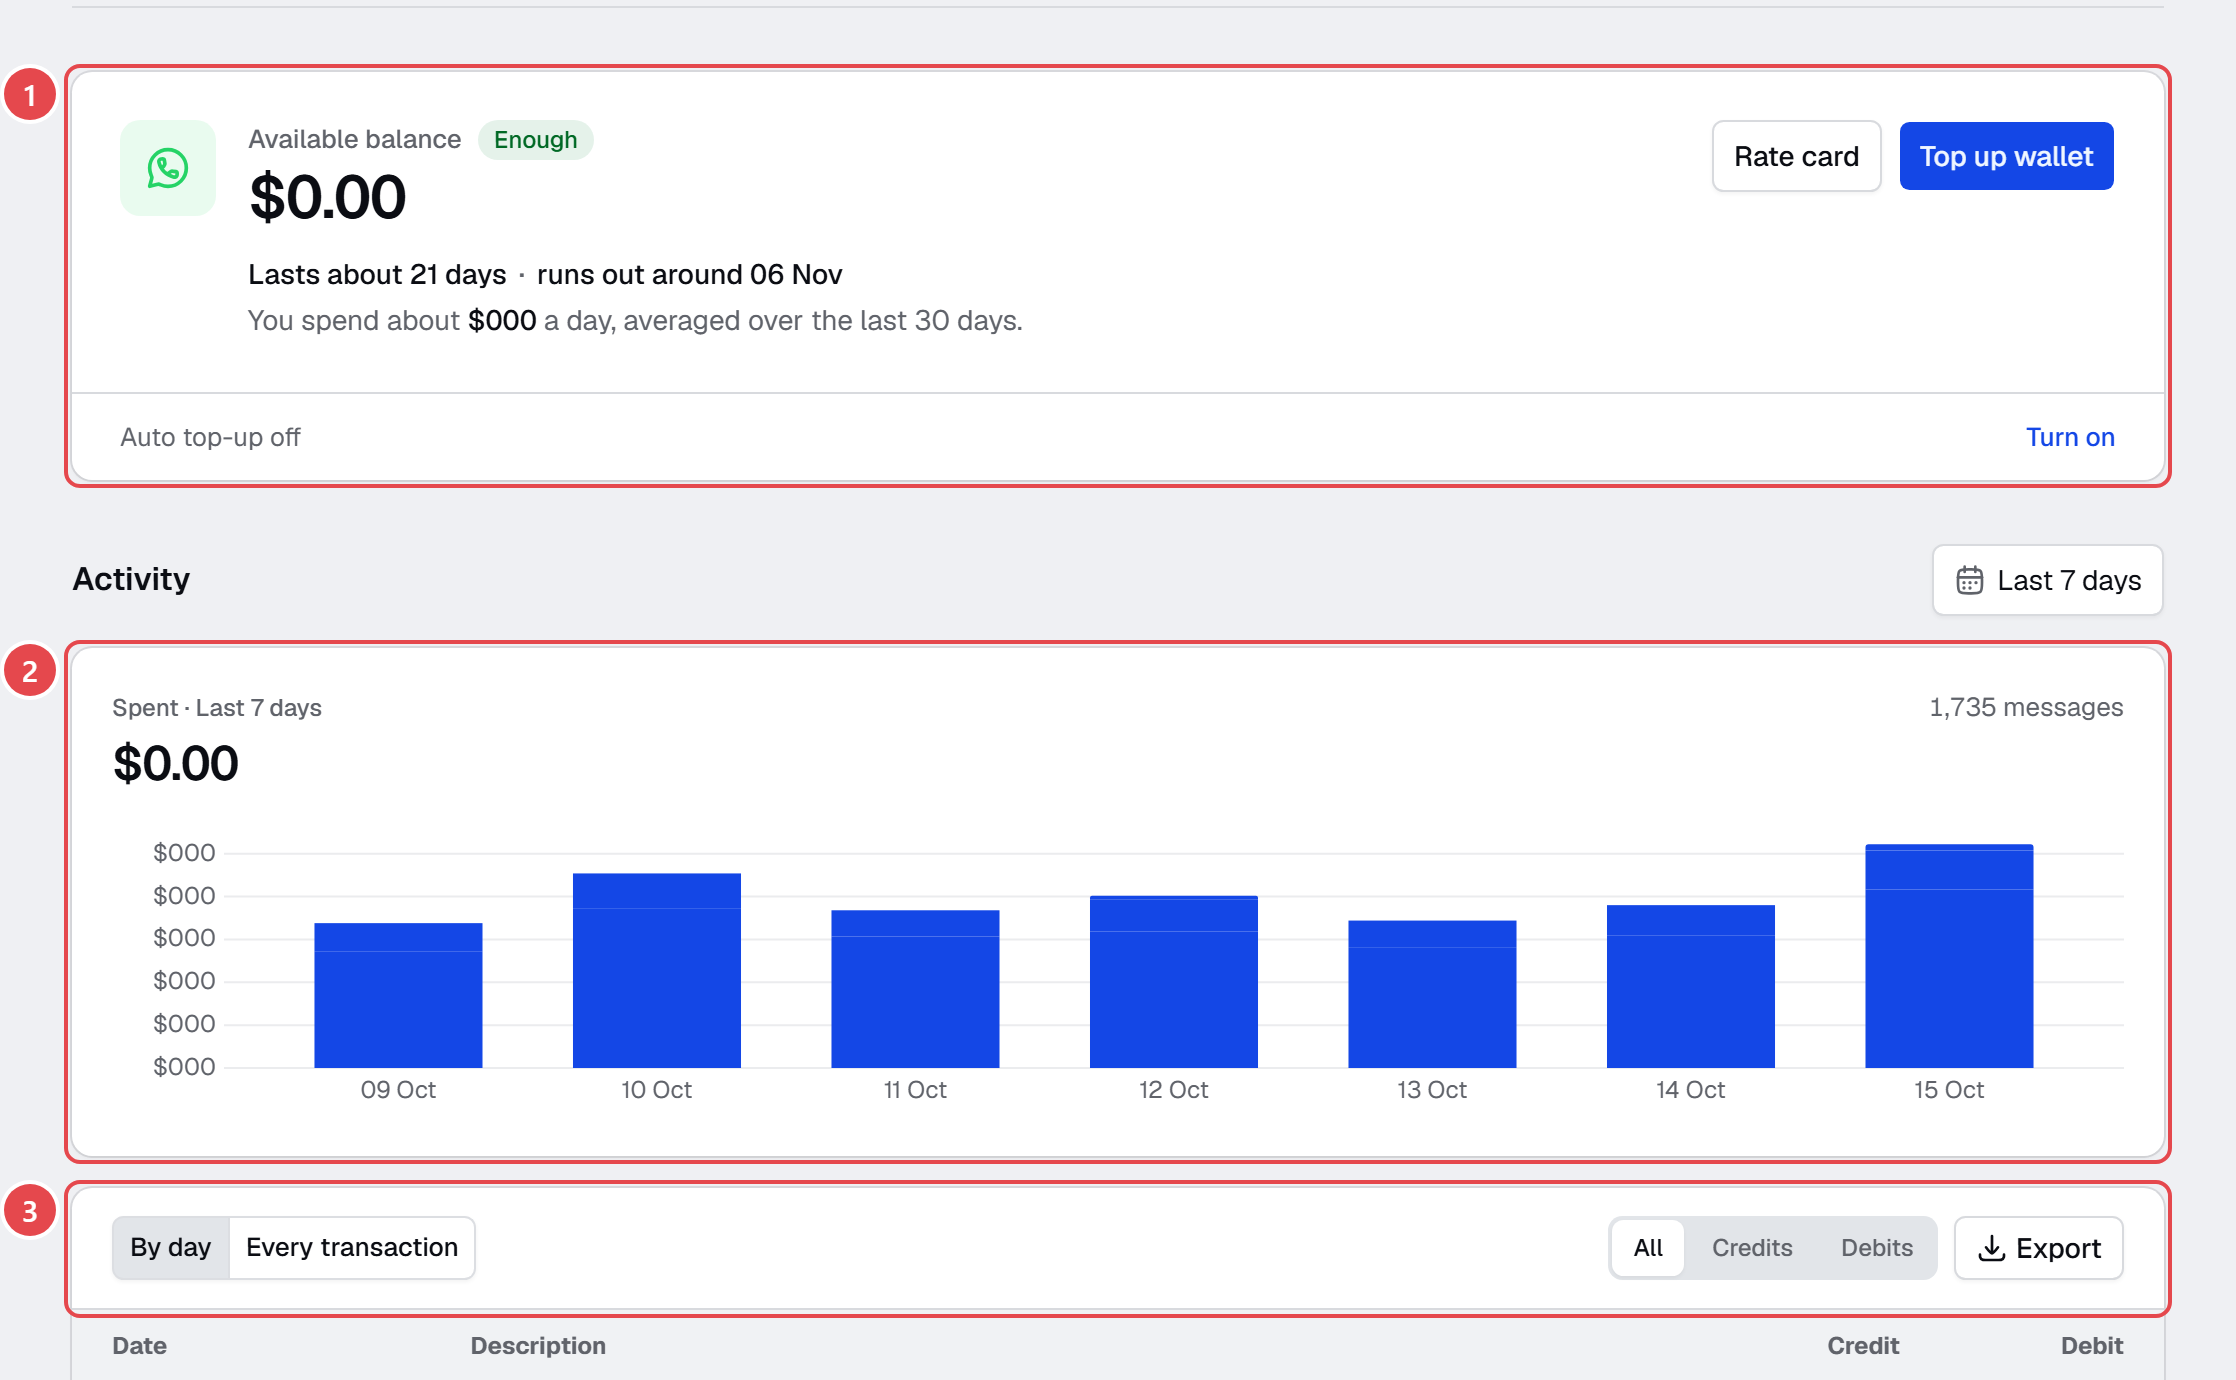 1
Available balance Enough
$0.00
Rate card Top up wallet
Lasts about 21 days · runs out around 06 Nov
You spend about $000 a day, averaged over the last 30 days.
Auto top-up off Turn on
Activity Last 7 days
2
Spent · Last 7 days 1,735 messages
$0.00
$000
$000
$000
$000
$000
$000
09 Oct 10 Oct 11 Oct 12 Oct 13 Oct 14 Oct 15 Oct
3
By day Every transaction All Credits Debits Export
Date Description Credit Debit